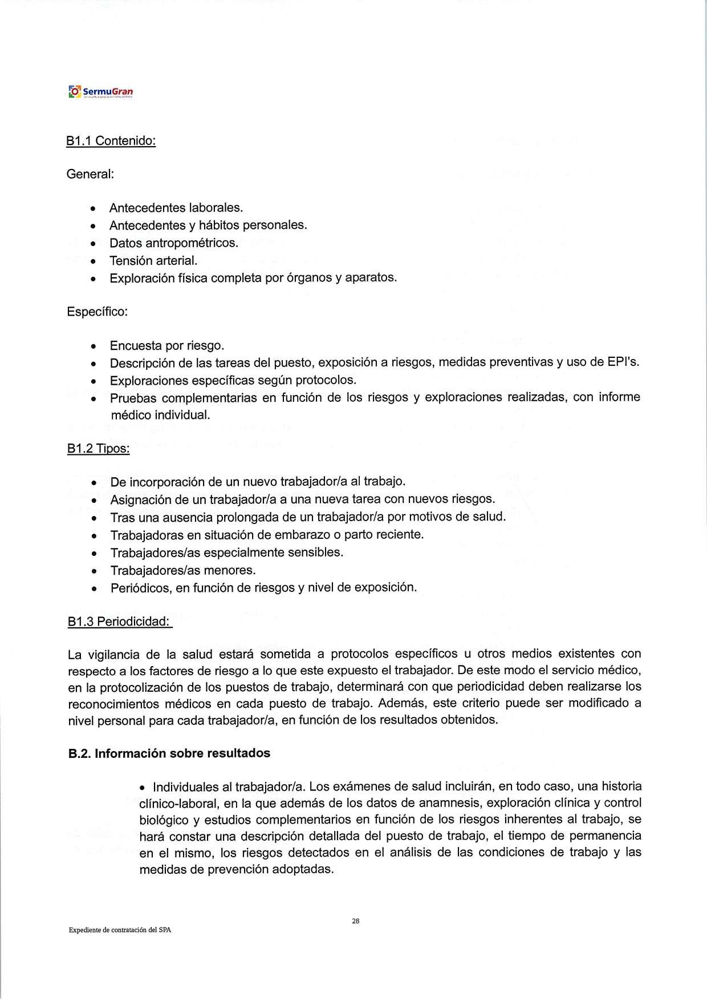 SermuGran
B1.1 Contenido:
General:
• Antecedentes laborales.
• Antecedentes y hábitos personales.
• Datos antropométricos.
• Tensión arterial.
• Exploración física completa por órganos y aparatos.
Específico:
• Encuesta por riesgo.
• Descripción de las tareas del puesto, exposición a riesgos, medidas preventivas y uso de EPI's.
• Exploraciones específicas según protocolos.
• Pruebas complementarias en función de los riesgos y exploraciones realizadas, con informe
médico individual.
B1.2 Tipos:
• De incorporación de un nuevo trabajador/a al trabajo.
• Asignación de un trabajador/a a una nueva tarea con nuevos riesgos.
• Tras una ausencia prolongada de un trabajador/a por motivos de salud.
• Trabajadoras en situación de embarazo o parto reciente.
• Trabajadores/as especialmente sensibles.
• Trabajadores/as menores.
• Periódicos, en función de riesgos y nivel de exposición.
B1.3 Periodicidad:
La vigilancia de la salud estará sometida a protocolos específicos u otros medios existentes con
respecto a los factores de riesgo a lo que este expuesto el trabajador. De este modo el servicio médico,
en la protocolización de los puestos de trabajo, determinará con que periodicidad deben realizarse los
reconocimientos médicos en cada puesto de trabajo. Además, este criterio puede ser modificado a
nivel personal para cada trabajador/a, en función de los resultados obtenidos.
B.2. Información sobre resultados
• Individuales al trabajador/a. Los exámenes de salud incluirán, en todo caso, una historia
clínico-laboral, en la que además de los datos de anamnesis, exploración clínica y control
biológico y estudios complementarios en función de los riesgos inherentes al trabajo, se
hará constar una descripción detallada del puesto de trabajo, el tiempo de permanencia
en el mismo, los riesgos detectados en el análisis de las condiciones de trabajo y las
medidas de prevención adoptadas.
28
Expediente de contratación del SPA